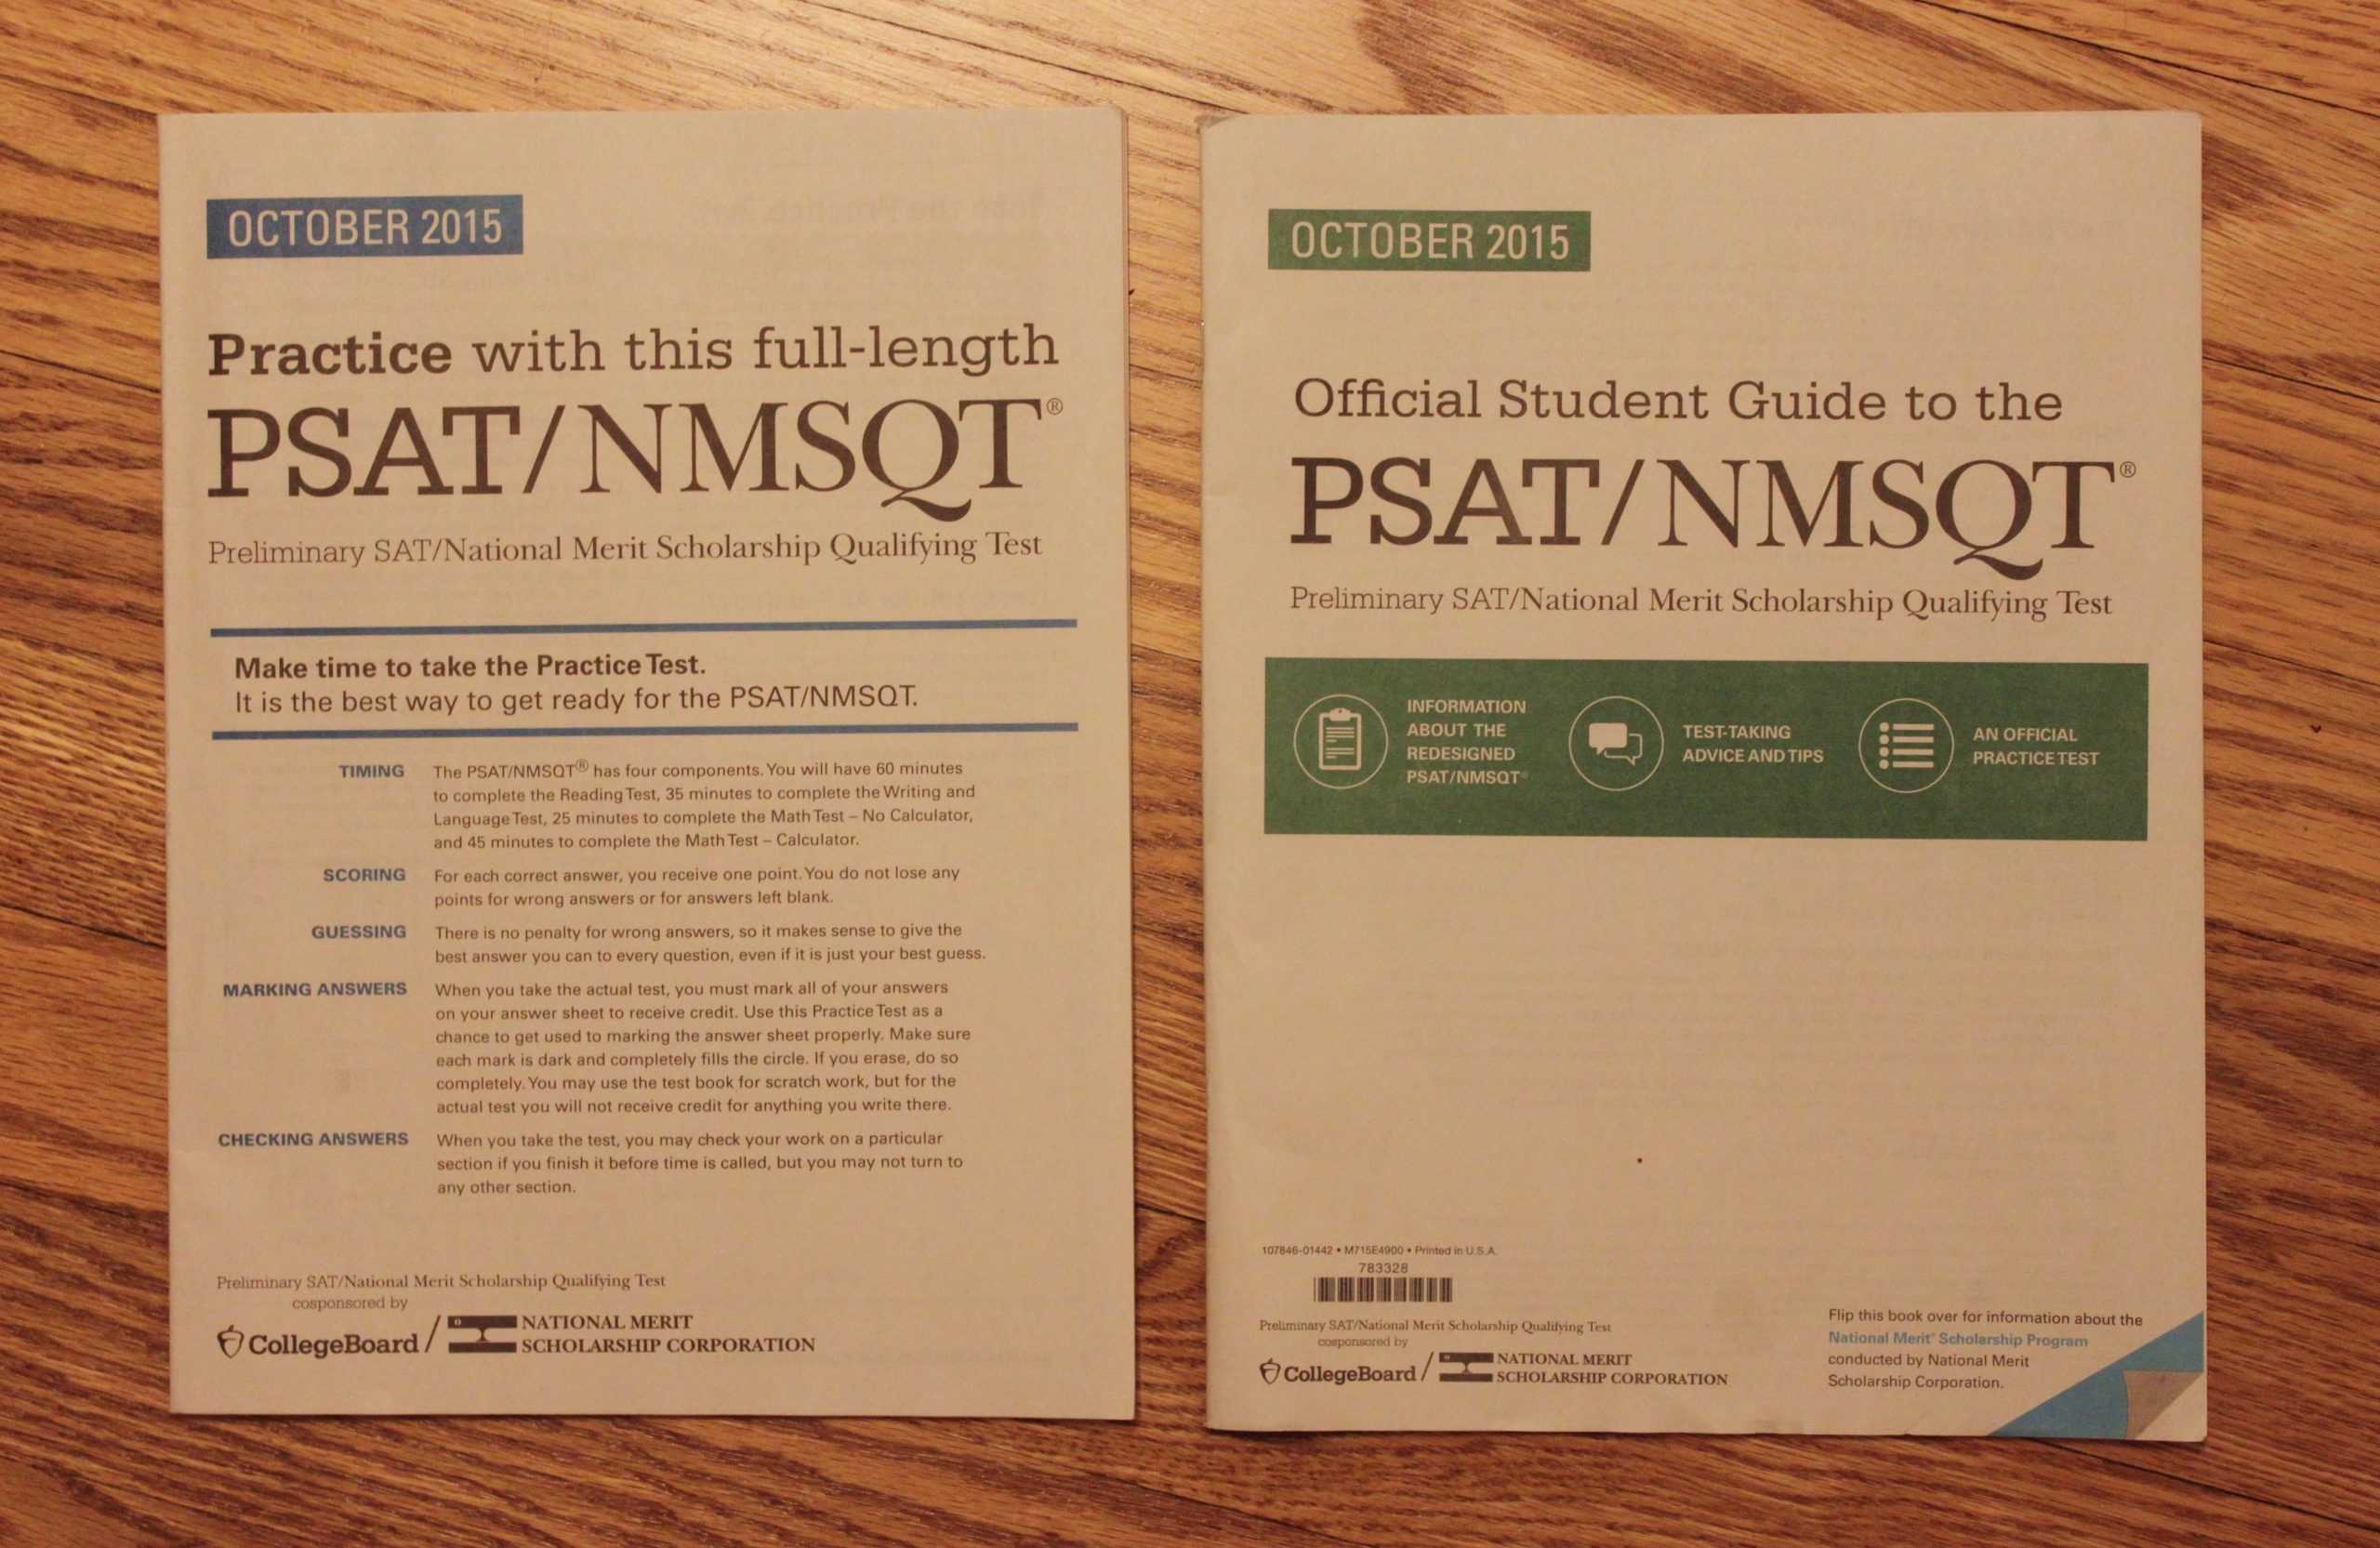 OCTOBER 2015
Practice with this full-length
PSAT/NMSQT®
Preliminary SAT/National Merit Scholarship Qualifying Test
Make time to take the Practice Test.
It is the best way to get ready for the PSAT/NMSQT.
TIMING
The PSAT/NMSQT® has four components. You will have 60 minutes
to complete the Reading Test, 35 minutes to complete the Writing and
Language Test, 25 minutes to complete the Math Test – No Calculator,
and 45 minutes to complete the Math Test – Calculator.
SCORING
For each correct answer, you receive one point. You do not lose any
points for wrong answers or for answers left blank.
GUESSING
There is no penalty for wrong answers, so it makes sense to give the
best answer you can to every question, even if it is just your best guess.
MARKING ANSWERS
When you take the actual test, you must mark all of your answers
on your answer sheet to receive credit. Use this Practice Test as a
chance to get used to marking the answer sheet properly. Make sure
each mark is dark and completely fills the circle. If you erase, do so
completely. You may use the test book for scratch work, but for the
actual test you will not receive credit for anything you write there.
CHECKING ANSWERS
When you take the test, you may check your work on a particular
section if you finish it before time is called, but you may not turn to
any other section.
Preliminary SAT/National Merit Scholarship Qualifying Test
cosponsored by
CollegeBoard /
NATIONAL MERIT
SCHOLARSHIP CORPORATION
OCTOBER 2015
Official Student Guide to the
PSAT/NMSQT®
Preliminary SAT/National Merit Scholarship Qualifying Test
INFORMATION
ABOUT THE
REDESIGNED
PSAT/NMSQT®
TEST-TAKING
ADVICE AND TIPS
AN OFFICIAL
PRACTICE TEST
107846-01442 • M715E4900 • Printed in U.S.A.
783328
Preliminary SAT/National Merit Scholarship Qualifying Test
cosponsored by
CollegeBoard /
NATIONAL MERIT
SCHOLARSHIP CORPORATION
Flip this book over for information about the
National Merit® Scholarship Program
conducted by National Merit
Scholarship Corporation.